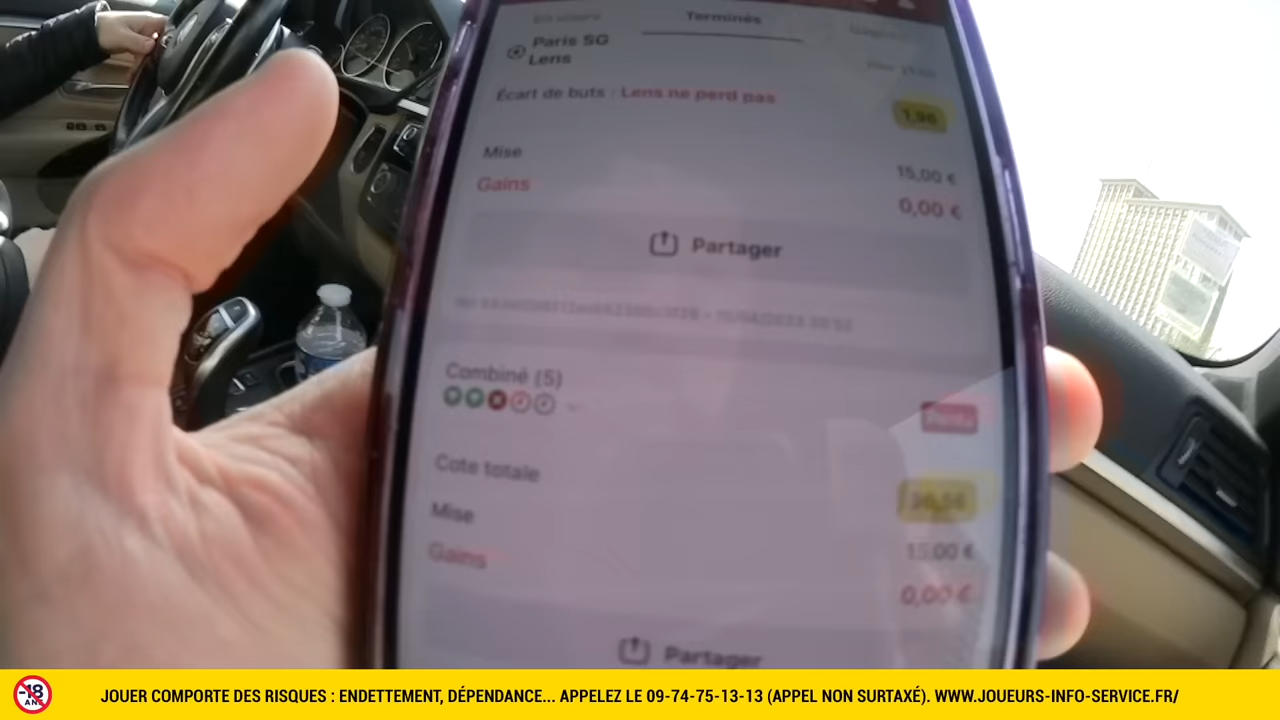 Terminés
Paris SG
Lens
Écart de buts : Lens ne perd pas
1,96
Mise
15,00 €
Gains
0,00 €
Partager
Combiné (5)
Cote totale
Mise
15,00 €
Gains
0,00 €
Partager
-18
ANS
JOUER COMPORTE DES RISQUES : ENDETTEMENT, DÉPENDANCE... APPELEZ LE 09-74-75-13-13 (APPEL NON SURTAXÉ). WWW.JOUEURS-INFO-SERVICE.FR/